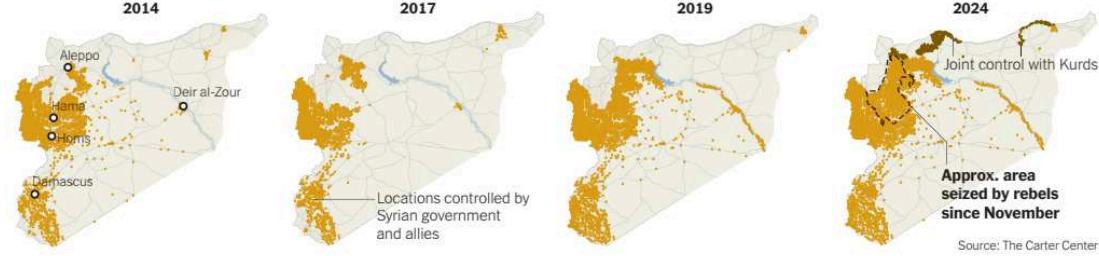 2014
2017
2019
2024
Aleppo
Deir al-Zour
Hama
Homs
Damascus
Locations controlled by
Syrian government
and allies
Joint control with Kurds
Approx. area
seized by rebels
since November
Source: The Carter Center